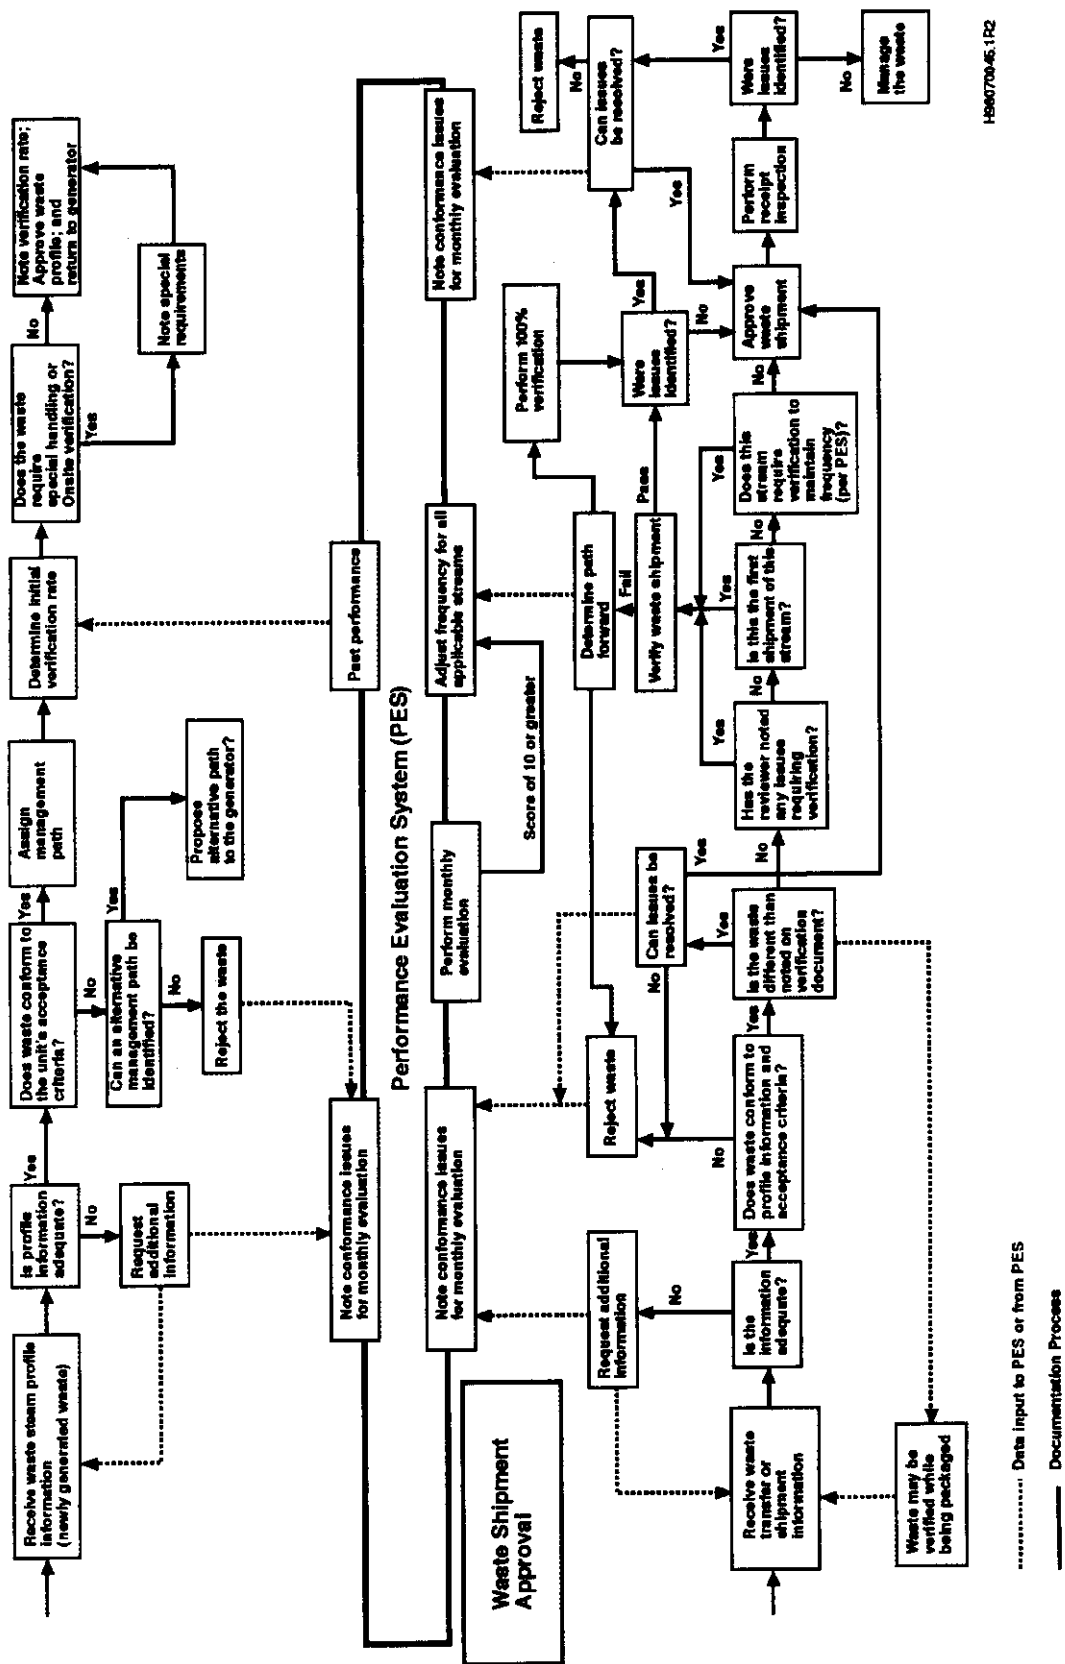 Receive waste steam profile
information
(newly generated waste)
Is profile
information
adequate?
Yes
No
Request
additional
information
Does waste conform to
the unit's acceptance
criteria?
Yes
No
Can an alternative
management path be
identified?
Yes
No
Reject the waste
Propose
alternative path
to the generator?
Assign
management
path
Determine initial
verification rate
Does the waste
require
special handling or
Onsite verification?
No
Yes
Note special
requirements
Note verification rate;
Approve waste
profile; and
return to generator
Note conformance issues
for monthly evaluation
Past performance
Performance Evaluation System (PES)
Note conformance issues
for monthly evaluation
Perform monthly
evaluation
Score of 10 or greater
Adjust frequency for all
applicable streams
Note conformance issues
for monthly evaluation
Waste Shipment
Approval
Request additional
information
Reject waste
Can issues be
resolved?
No
Yes
Determine path
forward
Fail
Verify waste shipment
Pass
Perform 100%
verification
Were
issues
identified?
Yes
No
Can issues
be resolved?
No
Yes
Reject waste
Receive waste
transfer or
shipment
information
Is the
information
adequate?
No
Yes
Does waste conform to
profile information and
acceptance criteria?
No
Yes
Is the waste
different than
noted on
verification
document?
Yes
No
Has the
reviewer noted
any issues
requiring
verification?
Yes
No
Is this the first
shipment of this
stream?
Yes
No
Does this
stream
require
verification to
maintain
frequency
(per PES)?
Yes
No
Approve
waste
shipment
Perform
receipt
inspection
Were
issues
identified?
Yes
No
Manage
the waste
Waste may be
verified while
being packaged
Data input to PES or from PES
Documentation Process
H96070045.1R2